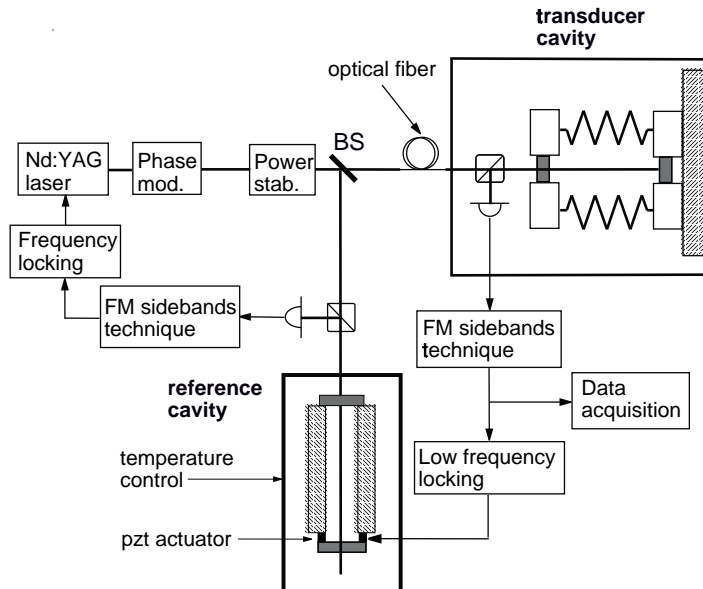 transducer
cavity
optical fiber
BS
Nd:YAG
laser
Phase
mod.
Power
stab.
Frequency
locking
FM sidebands
technique
FM sidebands
technique
reference
cavity
Data
acquisition
temperature
control
Low frequency
locking
pzt actuator